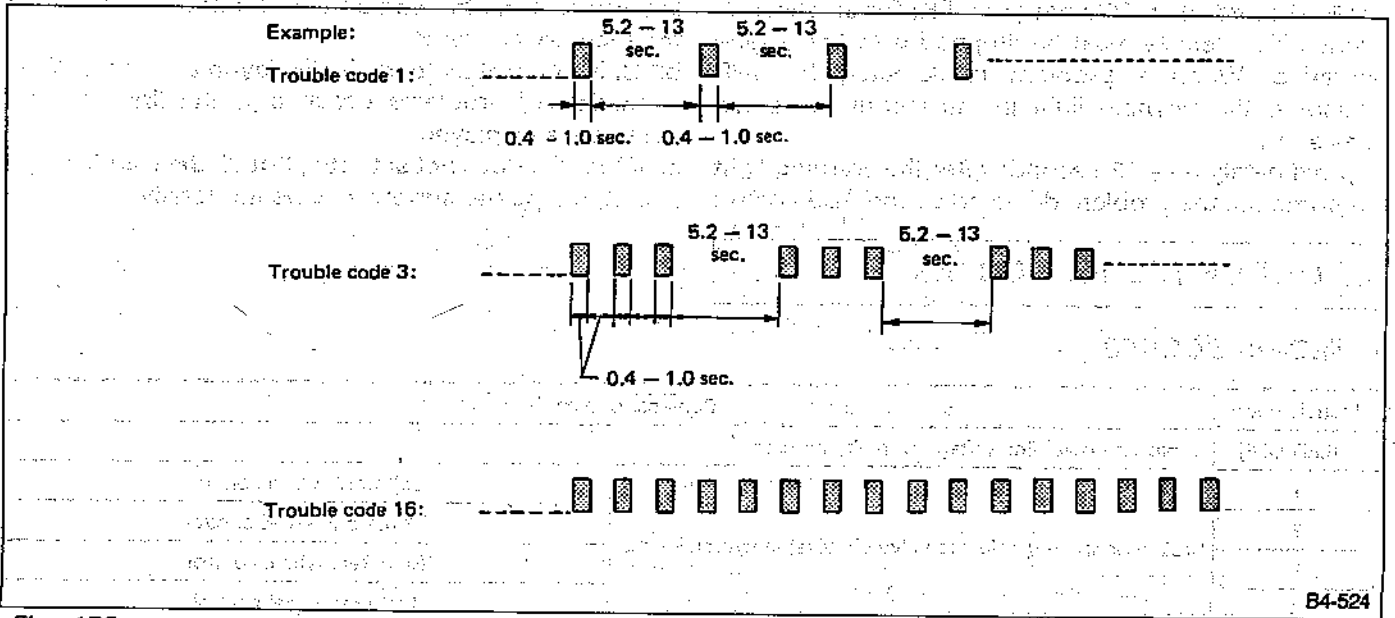 Example:
5.2 – 13 sec.
5.2 – 13 sec.
Trouble code 1:
0.4 – 1.0 sec.
0.4 – 1.0 sec.
5.2 – 13 sec.
5.2 – 13 sec.
Trouble code 3:
0.4 – 1.0 sec.
Trouble code 16:
B4-524